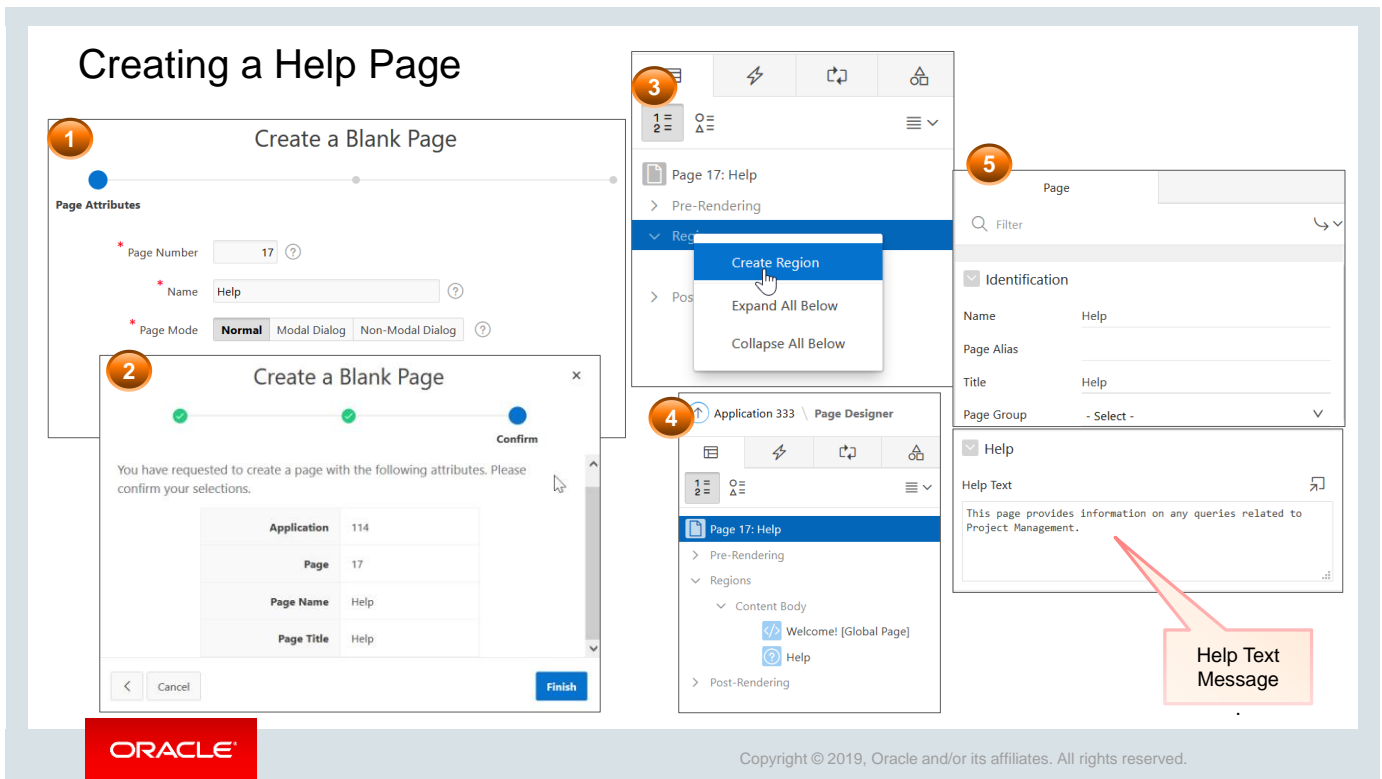 Creating a Help Page
1
Create a Blank Page
Page Attributes
* Page Number 17 ?
* Name Help ?
* Page Mode Normal Modal Dialog Non-Modal Dialog ?
2
Create a Blank Page ×
Confirm
You have requested to create a page with the following attributes. Please
confirm your selections.
Application 114
Page 17
Page Name Help
Page Title Help
< Cancel Finish
3
Page 17: Help
> Pre-Rendering
Reg
Create Region
> Pos
Expand All Below
Collapse All Below
4
Application 333 \ Page Designer
Page 17: Help
> Pre-Rendering
Regions
Content Body
</> Welcome! [Global Page]
? Help
> Post-Rendering
5
Page
Filter
Identification
Name Help
Page Alias
Title Help
Page Group - Select -
Help
Help Text
This page provides information on any queries related to
Project Management.
Help Text
Message
.
ORACLE®
Copyright © 2019, Oracle and/or its affiliates. All rights reserved.